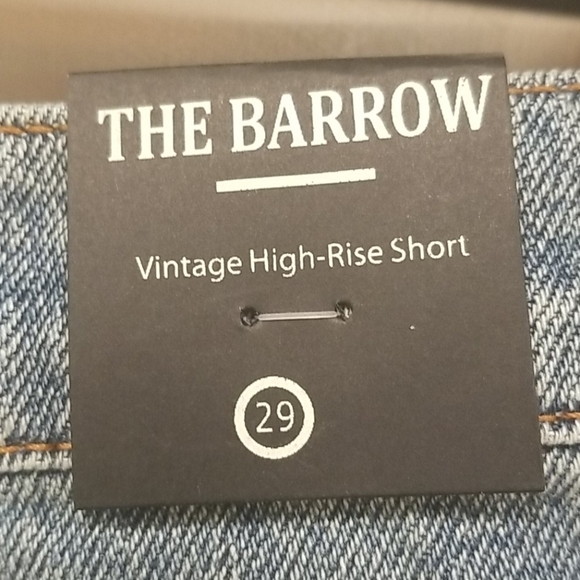 THE BARROW
Vintage High-Rise Short
29